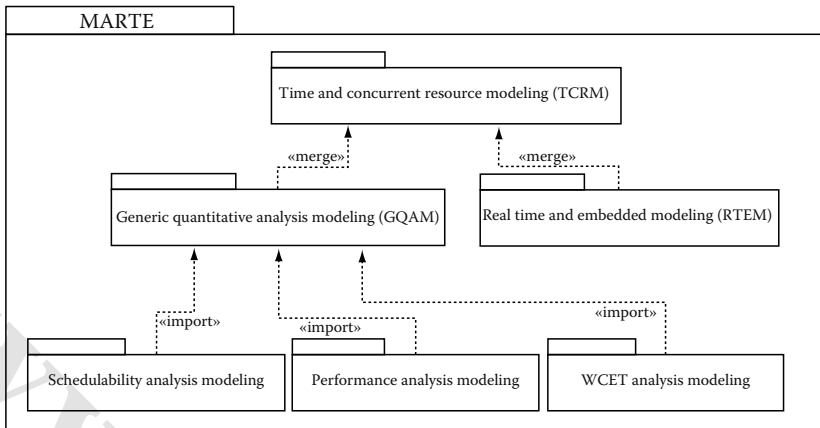 MARTE
Time and concurrent resource modeling (TCRM)
«merge»
«merge»
Generic quantitative analysis modeling (GQAM)
Real time and embedded modeling (RTEM)
«import»
«import»
«import»
Schedulability analysis modeling
Performance analysis modeling
WCET analysis modeling